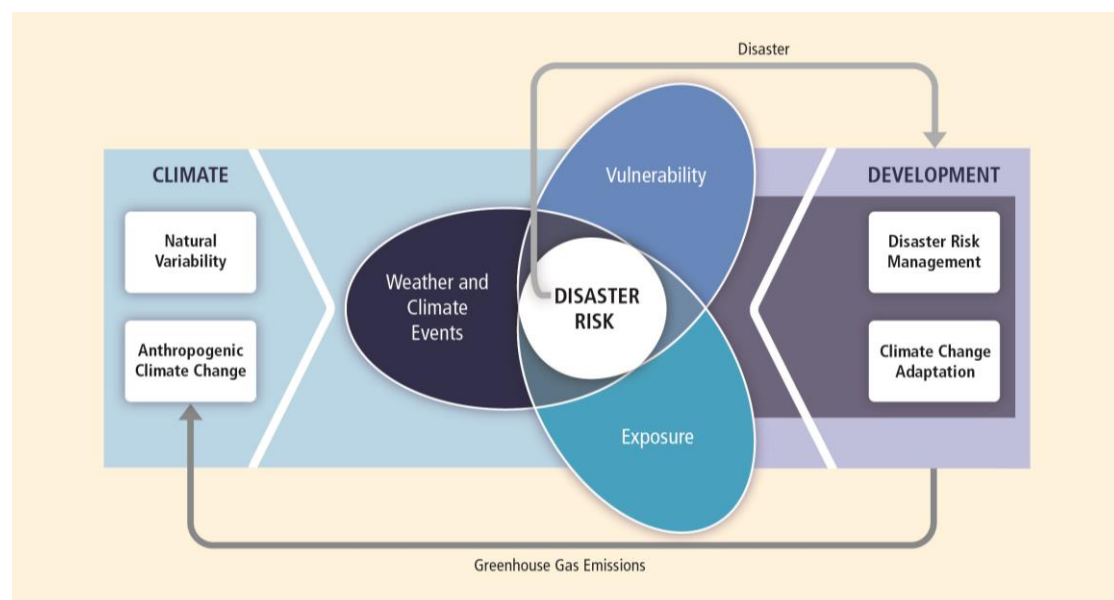 Disaster
CLIMATE
Natural
Variability
Anthropogenic
Climate Change
Weather and
Climate
Events
Vulnerability
DISASTER
RISK
Exposure
DEVELOPMENT
Disaster Risk
Management
Climate Change
Adaptation
Greenhouse Gas Emissions